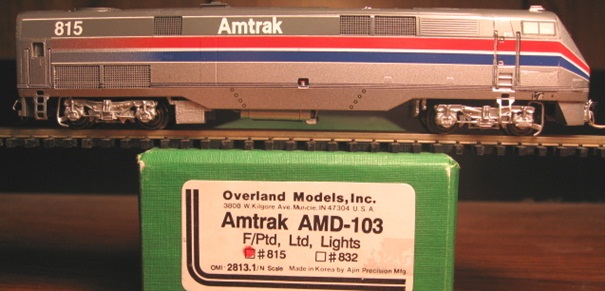 815
Amtrak
Overland Models, Inc.
3808 W. Kilgore Ave. Muncie, IN 47304 U.S.A.
Amtrak AMD-103
F/Ptd, Ltd, Lights
#815 #832
OMI 2813.1/N Scale Made in Korea by Ajin Precision Mfg.